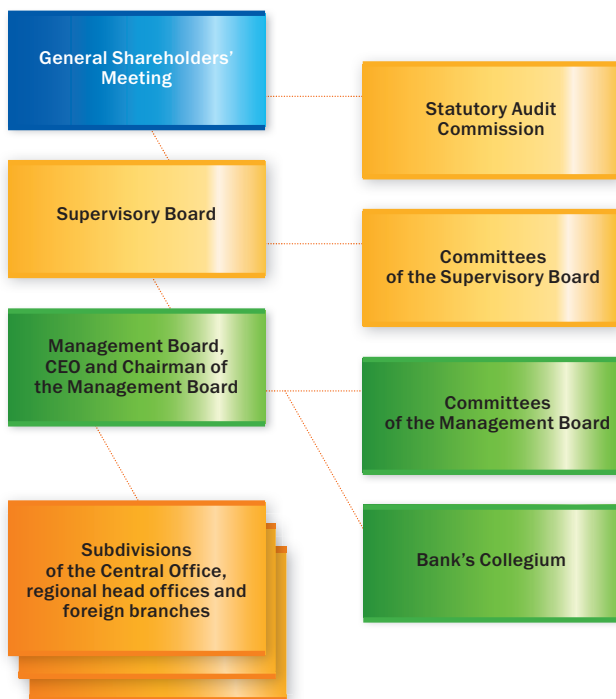 General Shareholders'
Meeting
Statutory Audit
Commission
Supervisory Board
Committees
of the Supervisory Board
Management Board,
CEO and Chairman of
the Management Board
Committees
of the Management Board
Subdivisions
of the Central Office,
regional head offices and
foreign branches
Bank's Collegium